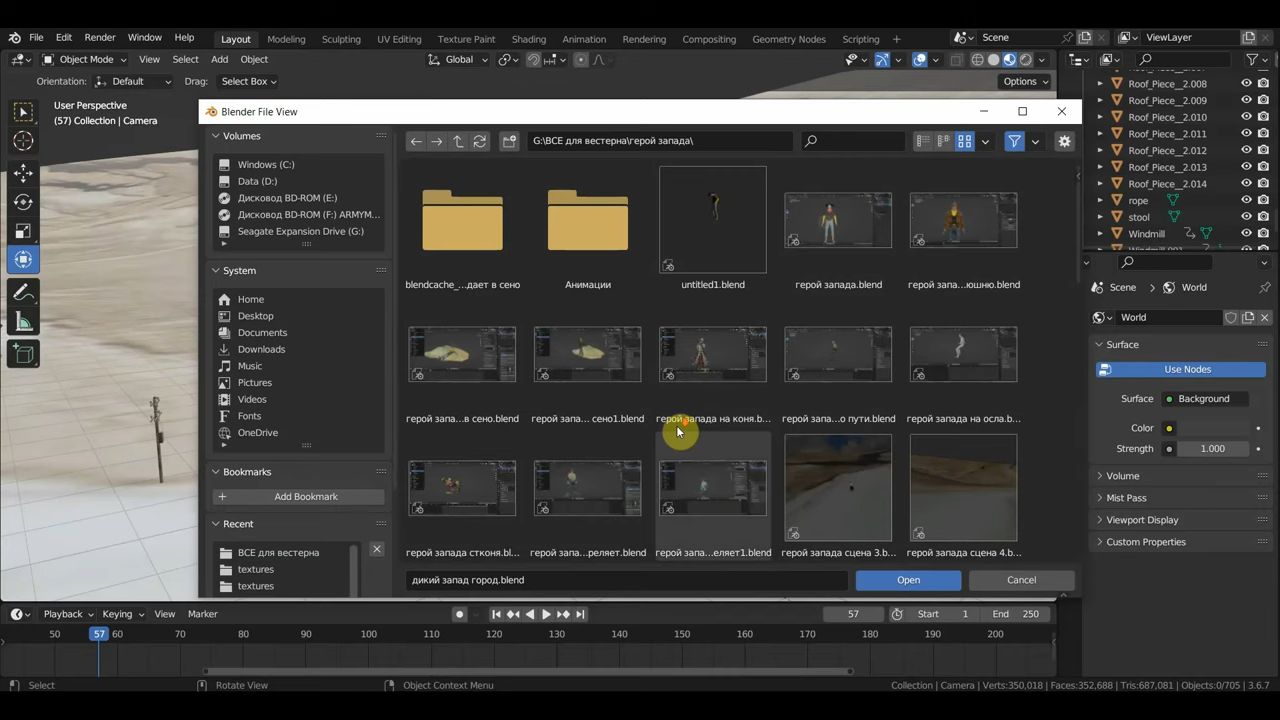 File Edit Render Window Help Layout Modeling Sculpting UV Editing Texture Paint Shading Animation Rendering Compositing Geometry Nodes Scripting + Scene ViewLayer
Object Mode View Select Add Object Global
Orientation: Default Drag: Select Box Options
User Perspective
(57) Collection | Camera
Blender File View
Volumes
Windows (C:)
Data (D:)
Дисковод BD-ROM (E:)
Дисковод BD-ROM (F:) ARMYM...
Seagate Expansion Drive (G:)
System
Home
Desktop
Documents
Downloads
Music
Pictures
Videos
Fonts
OneDrive
Bookmarks
+ Add Bookmark
Recent
ВСЕ для вестерна
textures
textures
G:\ВСЕ для вестерна\герой запада\
blendcache_...дает в сено Анимации untitled1.blend герой запада.blend герой запа...юшню.blend
герой запа...в сено.blend герой запа... сено1.blend герой запада на коня.b... герой запа...о пути.blend герой запада на осла.b...
герой запада стконя.bl... герой запа...реляет.blend герой запа...еляет1.blend герой запада сцена 3.b... герой запада сцена 4.b...
дикий запад город.blend Open Cancel
Roof_Piece__2.008
Roof_Piece__2.009
Roof_Piece__2.010
Roof_Piece__2.011
Roof_Piece__2.012
Roof_Piece__2.013
Roof_Piece__2.014
rope
stool
Windmill
Scene World
World
Surface
Use Nodes
Surface Background
Color
Strength 1.000
Volume
Mist Pass
Viewport Display
Custom Properties
Playback Keying View Marker 57 Start 1 End 250
50 57 60 70 80 90 100 110 120 130 140 150 160 170 180 190 200
Select Rotate View Object Context Menu Collection | Camera | Verts:350,018 | Faces:352,688 | Tris:687,081 | Objects:0/705 | 3.6.7